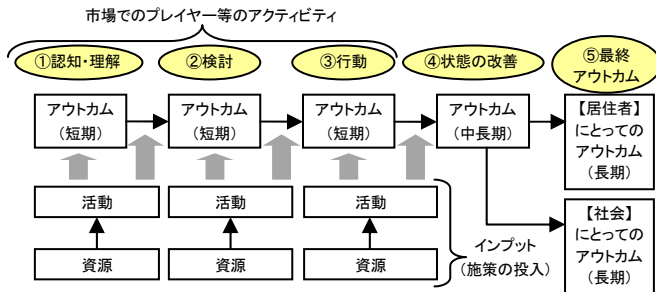 市場でのプレイヤー等のアクティビティ
①認知・理解
②検討
③行動
④状態の改善
⑤最終
アウトカム
アウトカム
(短期)
アウトカム
(短期)
アウトカム
(短期)
アウトカム
(中長期)
【居住者】
にとっての
アウトカム
(長期)
活動
活動
活動
資源
資源
資源
インプット
(施策の投入)
【社会】
にとっての
アウトカム
(長期)